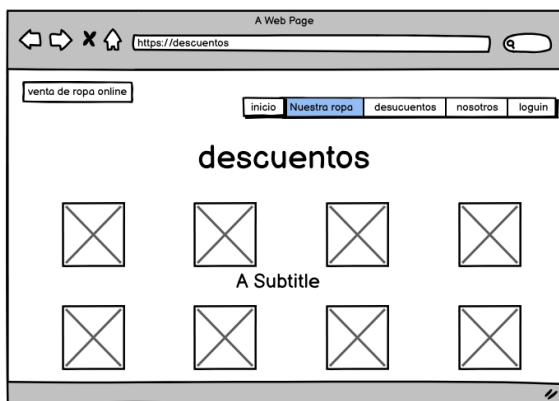 A Web Page
https://descuentos
venta de ropa online
inicio Nuestra ropa desucuentos nosotros loguin
descuentos
A Subtitle